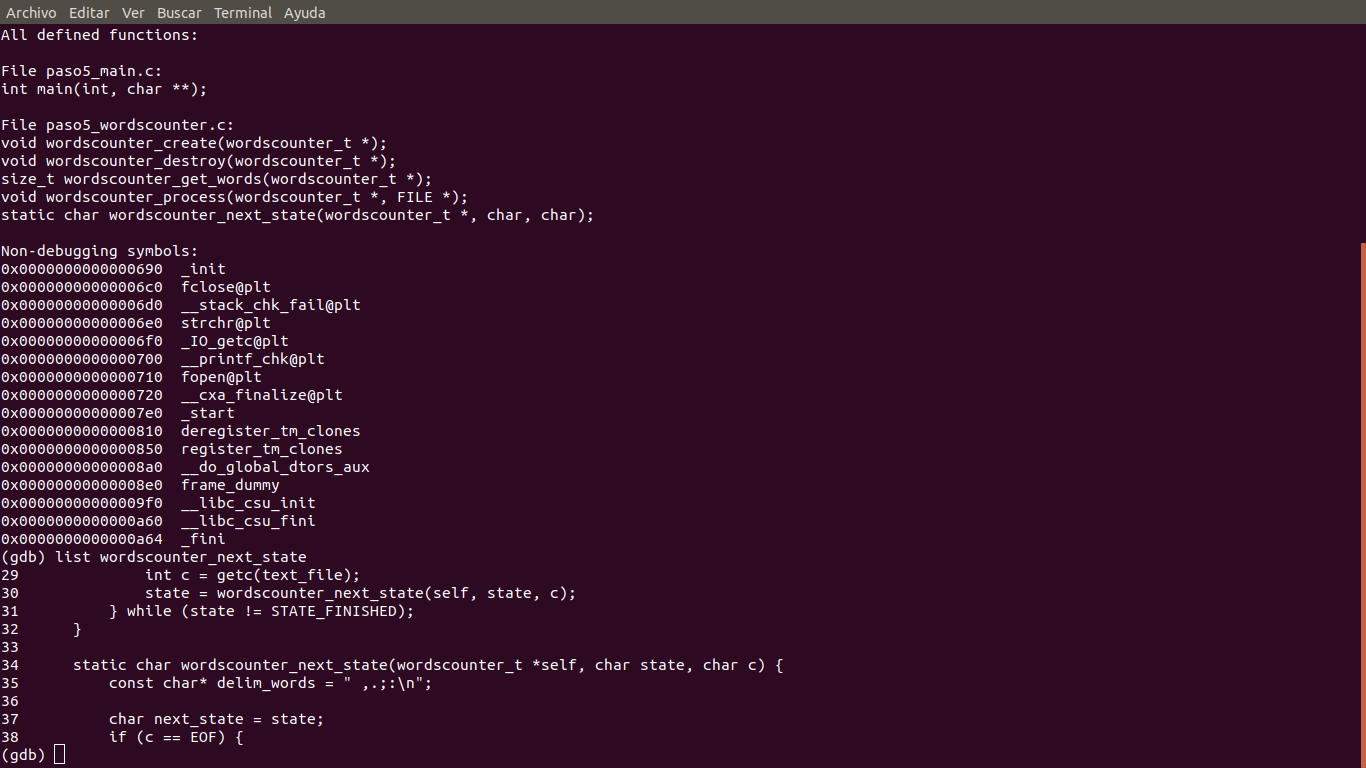 Archivo Editar Ver Buscar Terminal Ayuda
All defined functions:

File paso5_main.c:
int main(int, char **);

File paso5_wordscounter.c:
void wordscounter_create(wordscounter_t *);
void wordscounter_destroy(wordscounter_t *);
size_t wordscounter_get_words(wordscounter_t *);
void wordscounter_process(wordscounter_t *, FILE *);
static char wordscounter_next_state(wordscounter_t *, char, char);

Non-debugging symbols:
0x0000000000000690  _init
0x00000000000006c0  fclose@plt
0x00000000000006d0  __stack_chk_fail@plt
0x00000000000006e0  strchr@plt
0x00000000000006f0  _IO_getc@plt
0x0000000000000700  __printf_chk@plt
0x0000000000000710  fopen@plt
0x0000000000000720  __cxa_finalize@plt
0x00000000000007e0  _start
0x0000000000000810  deregister_tm_clones
0x0000000000000850  register_tm_clones
0x00000000000008a0  __do_global_dtors_aux
0x00000000000008e0  frame_dummy
0x00000000000009f0  __libc_csu_init
0x0000000000000a60  __libc_csu_fini
0x0000000000000a64  _fini
(gdb) list wordscounter_next_state
29              int c = getc(text_file);
30              state = wordscounter_next_state(self, state, c);
31          } while (state != STATE_FINISHED);
32      }
33
34      static char wordscounter_next_state(wordscounter_t *self, char state, char c) {
35          const char* delim_words = " ,.;:\n";
36
37          char next_state = state;
38          if (c == EOF) {
(gdb)